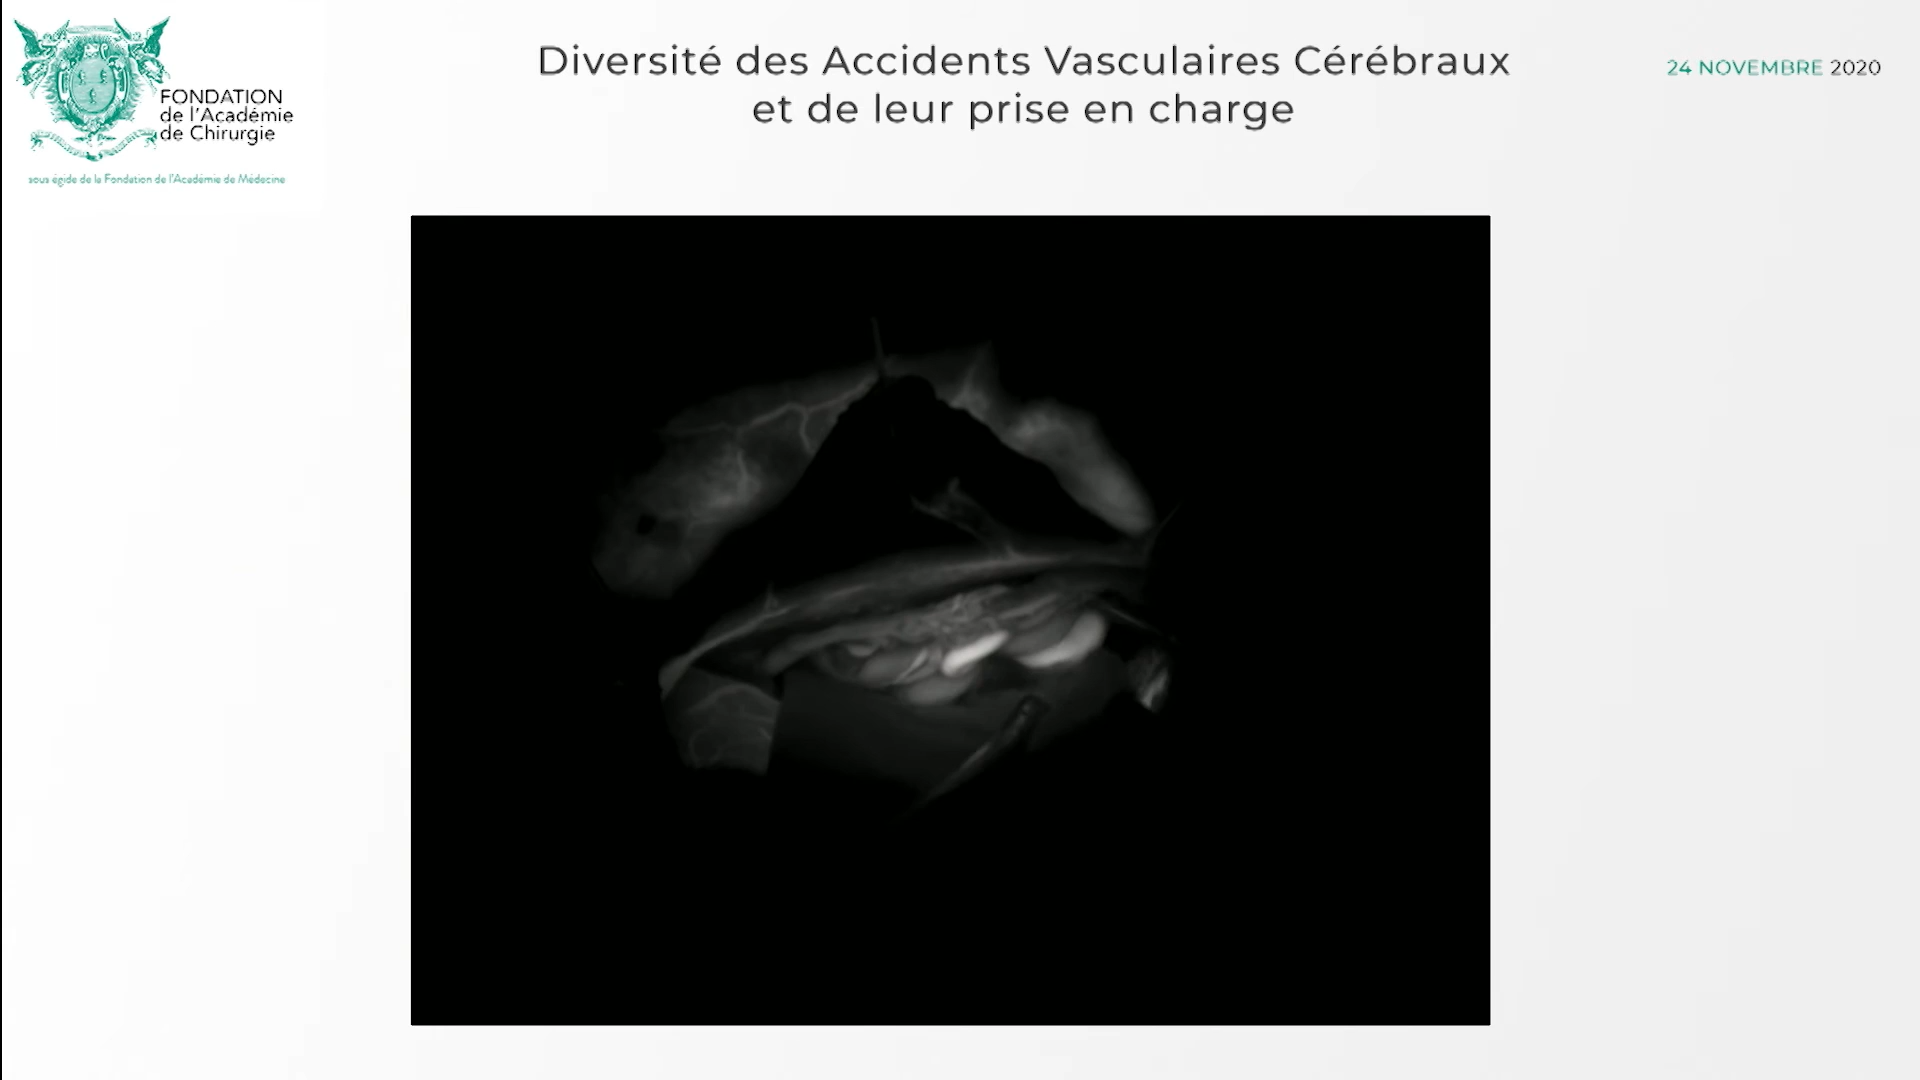 FONDATION
de l'Académie
de Chirurgie
sous égide de la Fondation de l'Académie de Médecine
Diversité des Accidents Vasculaires Cérébraux
et de leur prise en charge
24 NOVEMBRE 2020